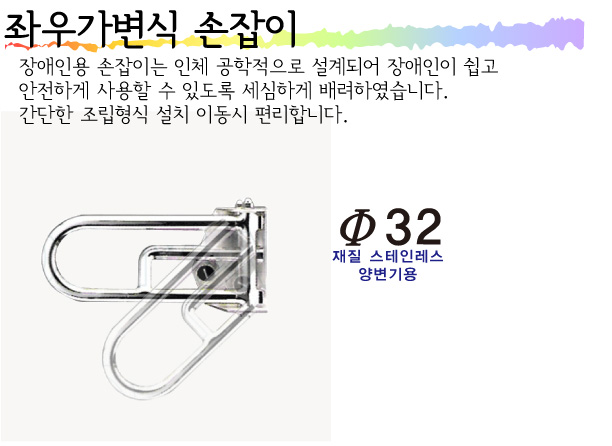 좌우가변식 손잡이
장애인용 손잡이는 인체 공학적으로 설계되어 장애인이 쉽고
안전하게 사용할 수 있도록 세심하게 배려하였습니다.
간단한 조립형식 설치 이동시 편리합니다.
Φ 32
재질 스테인레스
양변기용